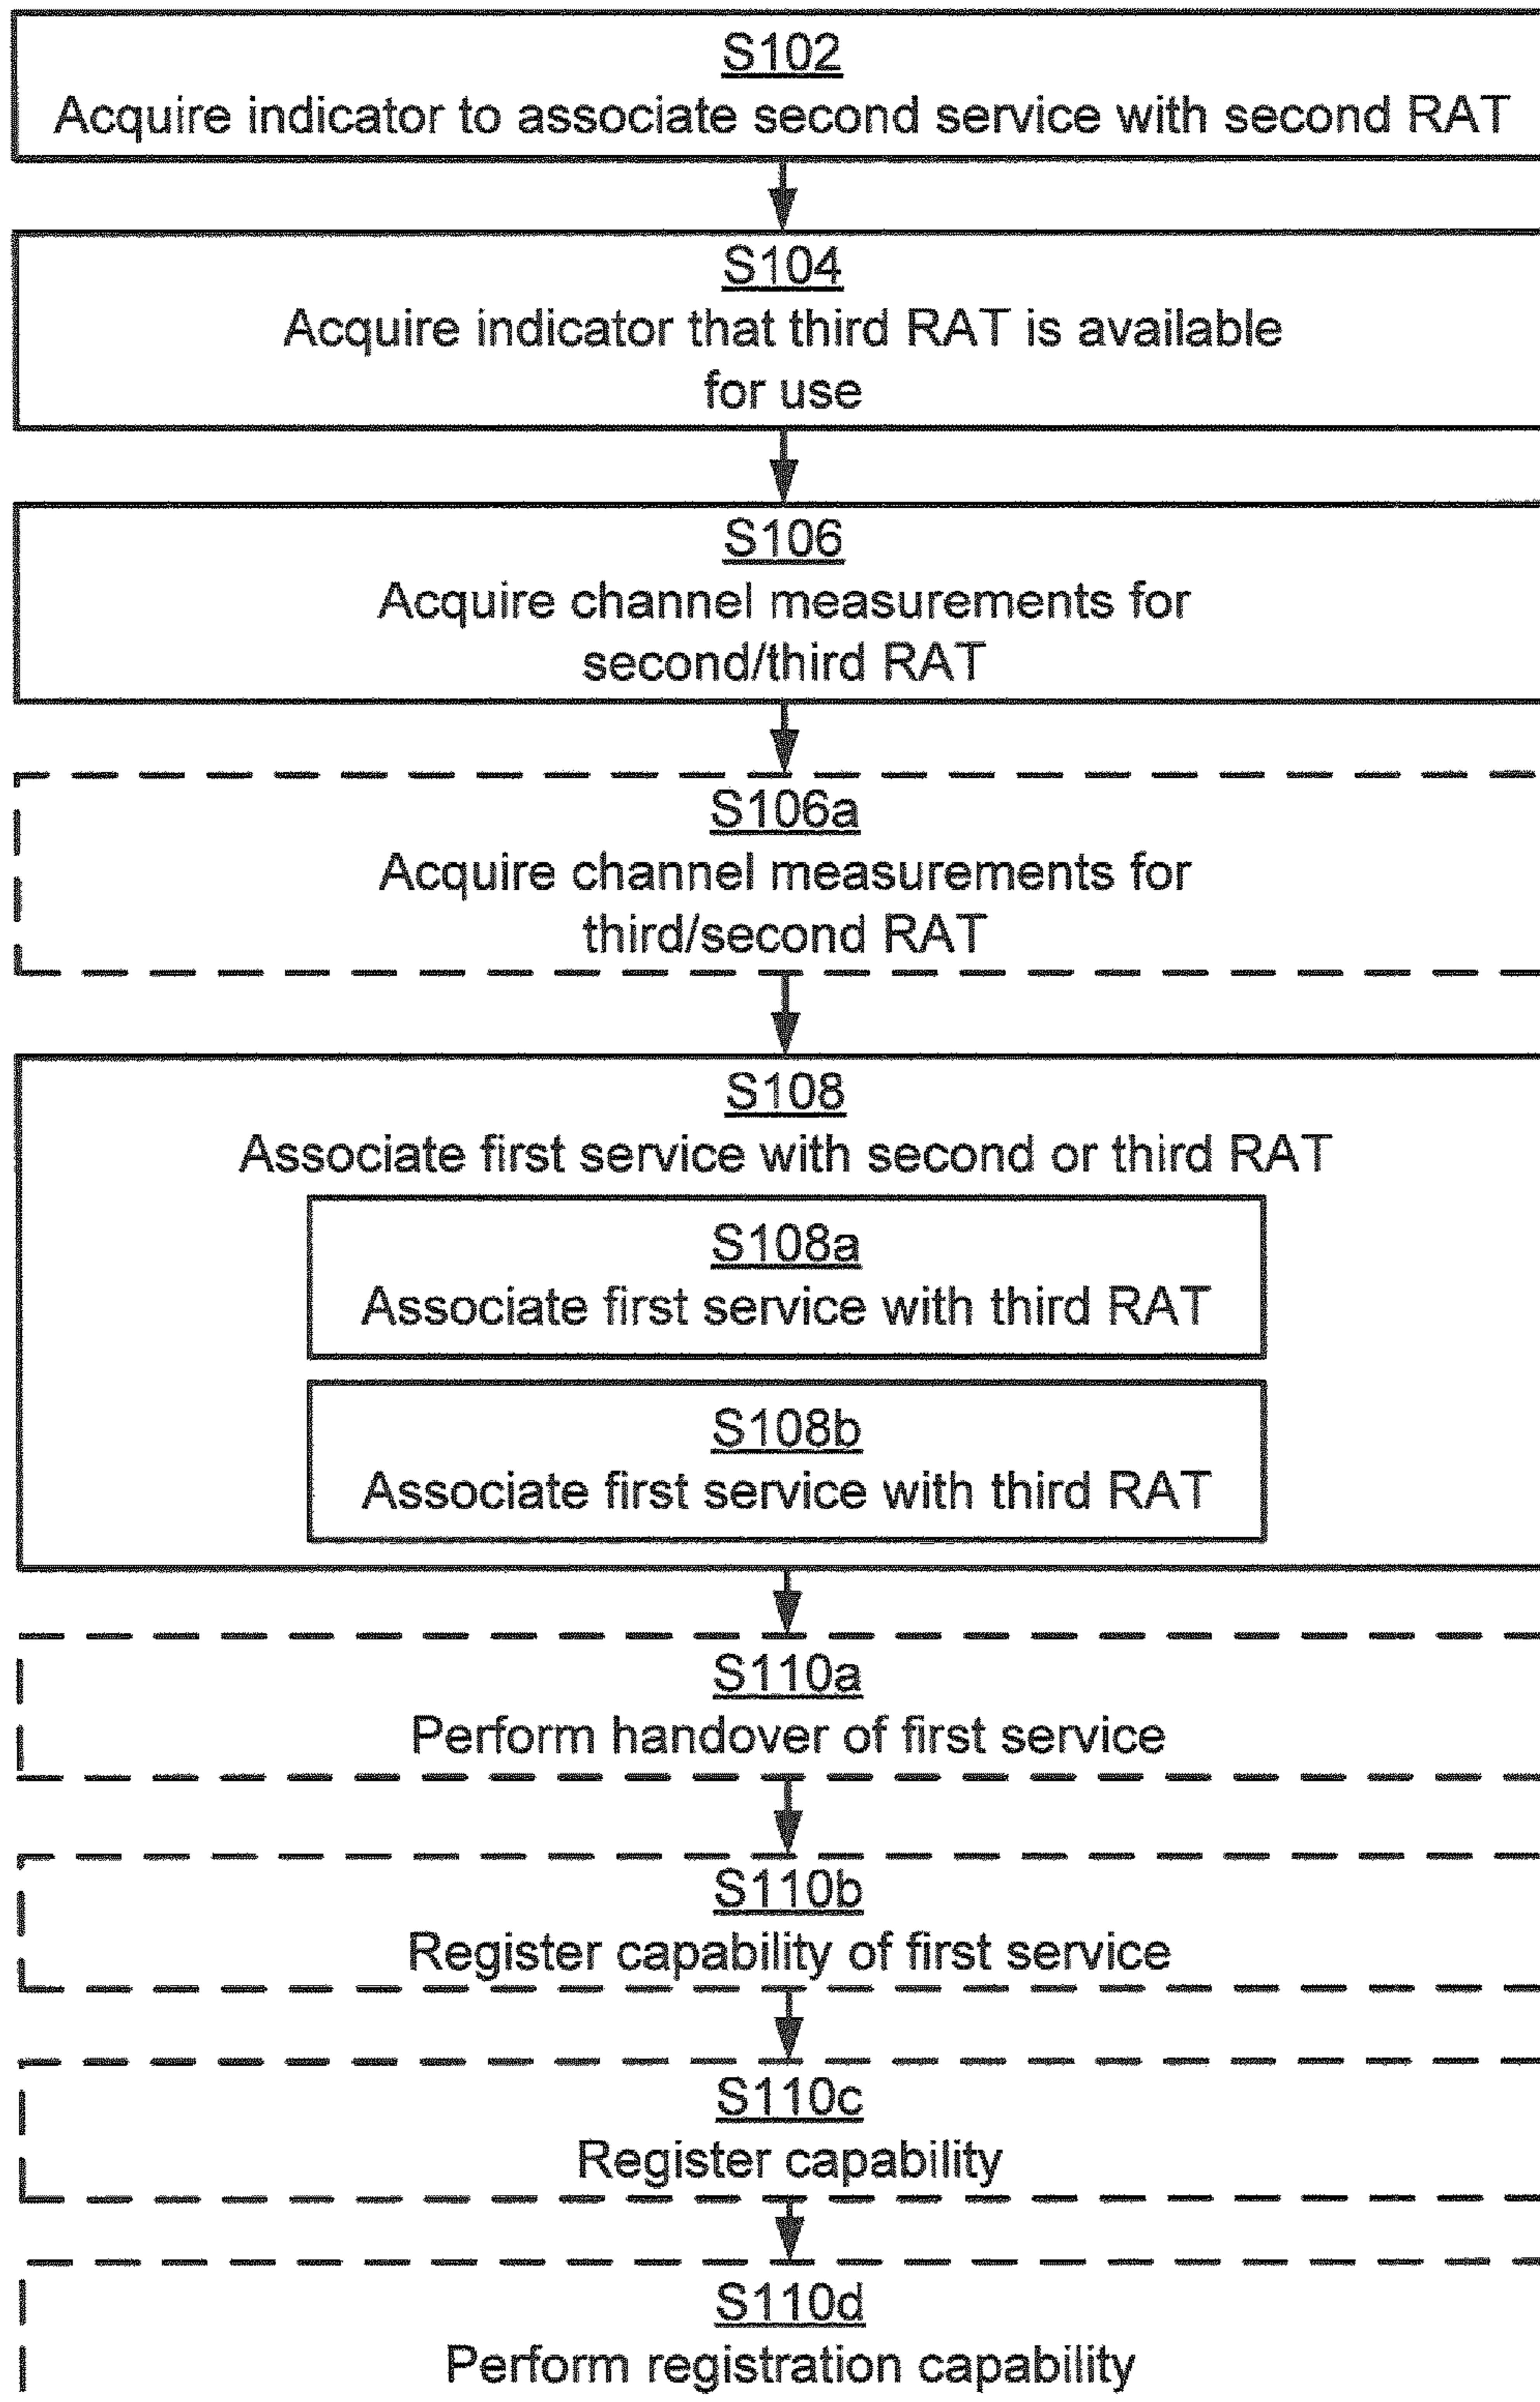 S102
Acquire indicator to associate second service with second RAT
S104
Acquire indicator that third RAT is available
for use
S106
Acquire channel measurements for
second/third RAT
S106a
Acquire channel measurements for
third/second RAT
S108
Associate first service with second or third RAT
S108a
Associate first service with third RAT
S108b
Associate first service with third RAT
S110a
Perform handover of first service
S110b
Register capability of first service
S110c
Register capability
S110d
Perform registration capability